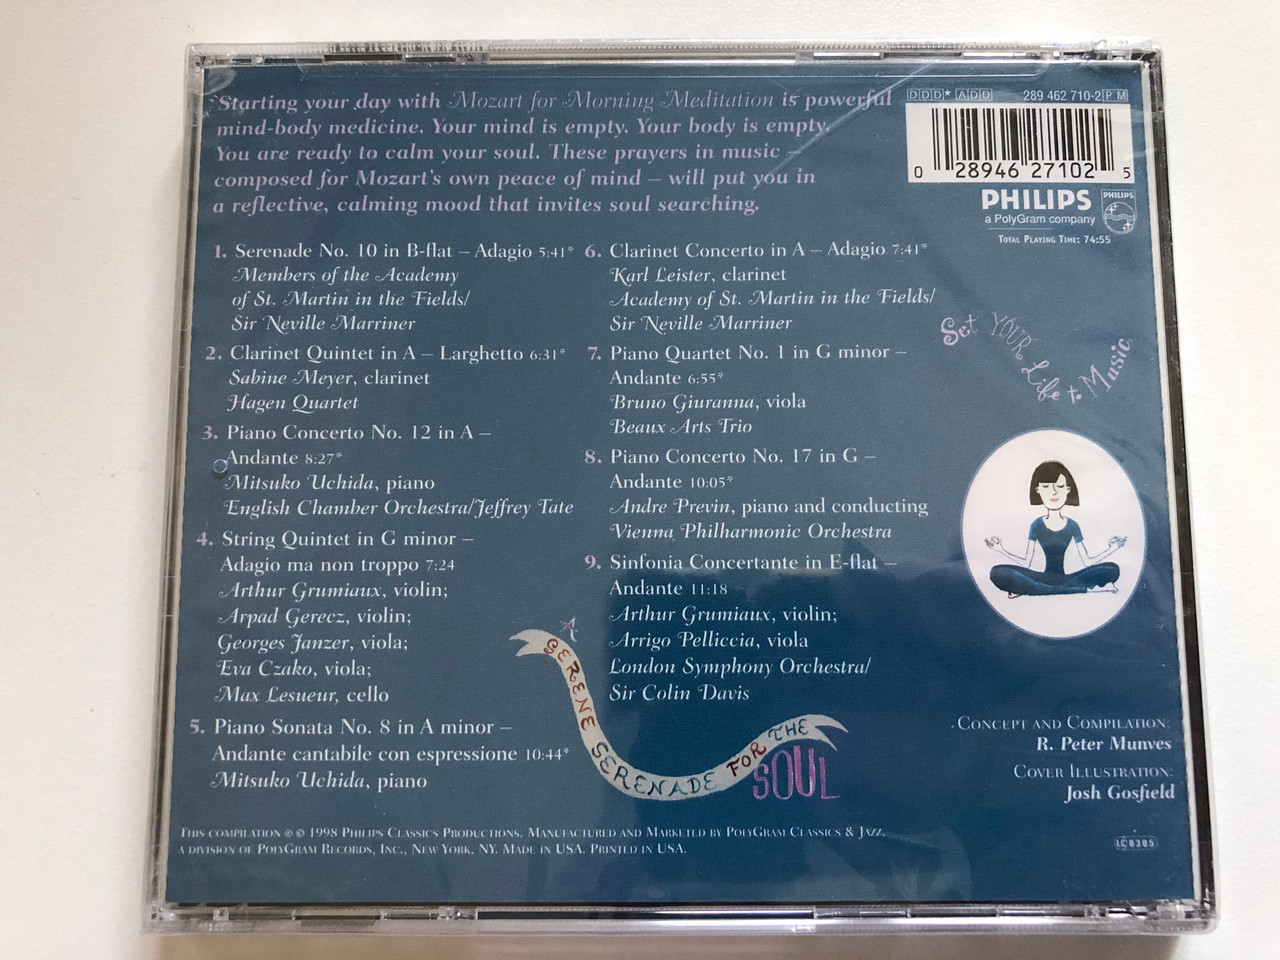 Starting your day with Mozart for Morning Meditation is powerful
mind-body medicine. Your mind is empty. Your body is empty.
You are ready to calm your soul. These prayers in music –
composed for Mozart's own peace of mind – will put you in
a reflective, calming mood that invites soul searching.
DDD* ADD 289 462 710-2 PM
0 28946 27102 5
PHILIPS
a PolyGram company
PHILIPS
Total Playing Time: 74:55
1. Serenade No. 10 in B-flat – Adagio 5:41*
Members of the Academy
of St. Martin in the Fields/
Sir Neville Marriner
2. Clarinet Quintet in A – Larghetto 6:31*
Sabine Meyer, clarinet
Hagen Quartet
3. Piano Concerto No. 12 in A –
Andante 8:27*
Mitsuko Uchida, piano
English Chamber Orchestra/Jeffrey Tate
4. String Quintet in G minor –
Adagio ma non troppo 7:24
Arthur Grumiaux, violin;
Arpad Gerecz, violin;
Georges Janzer, viola;
Eva Czako, viola;
Max Lesueur, cello
5. Piano Sonata No. 8 in A minor –
Andante cantabile con espressione 10:44*
Mitsuko Uchida, piano
6. Clarinet Concerto in A – Adagio 7:41*
Karl Leister, clarinet
Academy of St. Martin in the Fields/
Sir Neville Marriner
7. Piano Quartet No. 1 in G minor –
Andante 6:55*
Bruno Giuranna, viola
Beaux Arts Trio
8. Piano Concerto No. 17 in G –
Andante 10:05*
Andre Previn, piano and conducting
Vienna Philharmonic Orchestra
9. Sinfonia Concertante in E-flat –
Andante 11:18
Arthur Grumiaux, violin;
Arrigo Pelliccia, viola
London Symphony Orchestra/
Sir Colin Davis
Set YOUR Life to Music
A SERENE SERENADE FOR THE SOUL
Concept and Compilation:
R. Peter Munves
Cover Illustration:
Josh Gosfield
This compilation ℗ © 1998 Philips Classics Productions. Manufactured and Marketed by PolyGram Classics & Jazz,
a division of PolyGram Records, Inc., New York, NY. Made in USA. Printed in USA.
LC 0305